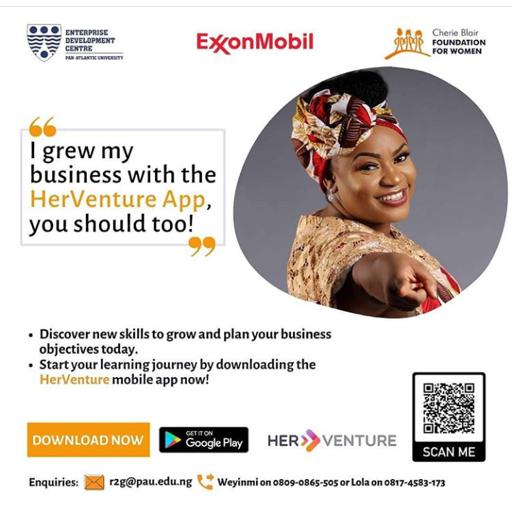 ENTERPRISE
DEVELOPMENT
CENTRE
PAN-ATLANTIC UNIVERSITY
ExxonMobil
Cherie Blair
FOUNDATION
FOR WOMEN
I grew my
business with the
HerVenture App,
you should too!
• Discover new skills to grow and plan your business
objectives today.
• Start your learning journey by downloading the
HerVenture mobile app now!
DOWNLOAD NOW
GET IT ON
Google Play
HER VENTURE
SCAN ME
Enquiries: r2g@pau.edu.ng Weyinmi on 0809-0865-505 or Lola on 0817-4583-173